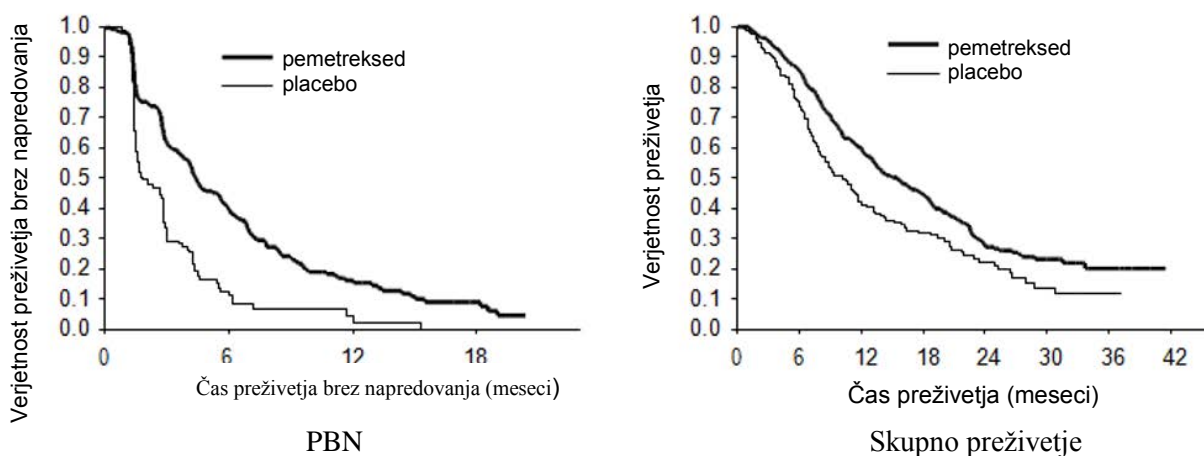 Verjetnost preživetja brez napredovanja
1.0
0.9
0.8
0.7
0.6
0.5
0.4
0.3
0.2
0.1
0.0
pemetreksed
placebo
0 6 12 18
Čas preživetja brez napredovanja (meseci)
PBN
Verjetnost preživetja
1.0
0.9
0.8
0.7
0.6
0.5
0.4
0.3
0.2
0.1
0.0
pemetreksed
placebo
0 6 12 18 24 30 36 42
Čas preživetja (meseci)
Skupno preživetje